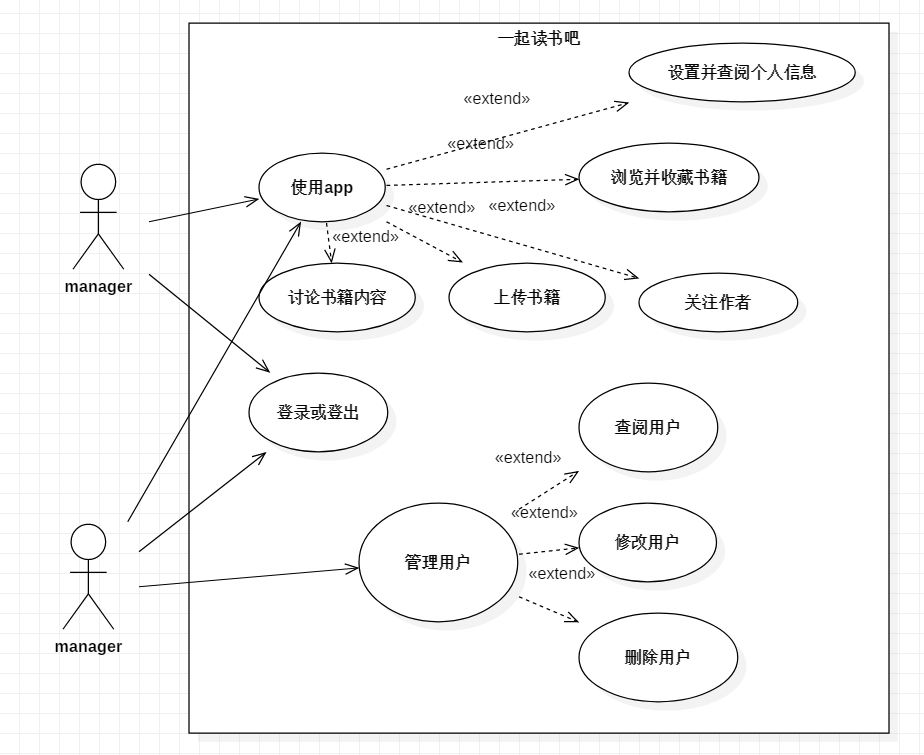 一起读书吧
设置并查阅个人信息
«extend»
«extend»
浏览并收藏书籍
使用app
«extend»
«extend»
«extend»
manager
讨论书籍内容
上传书籍
关注作者
登录或登出
查阅用户
«extend»
«extend»
修改用户
管理用户
«extend»
manager
删除用户